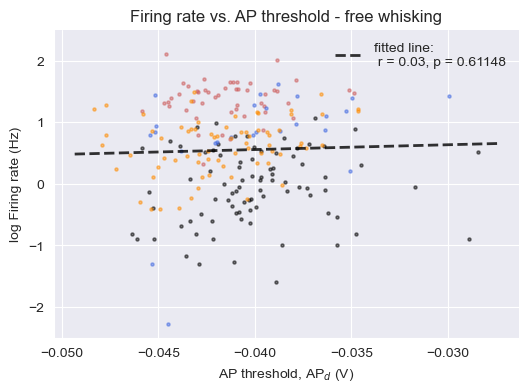 Firing rate vs. AP threshold - free whisking
fitted line:
r = 0.03, p = 0.61148
log Firing rate (Hz)
2
1
0
−1
−2
−0.050 −0.045 −0.040 −0.035 −0.030
AP threshold, AP_d (V)